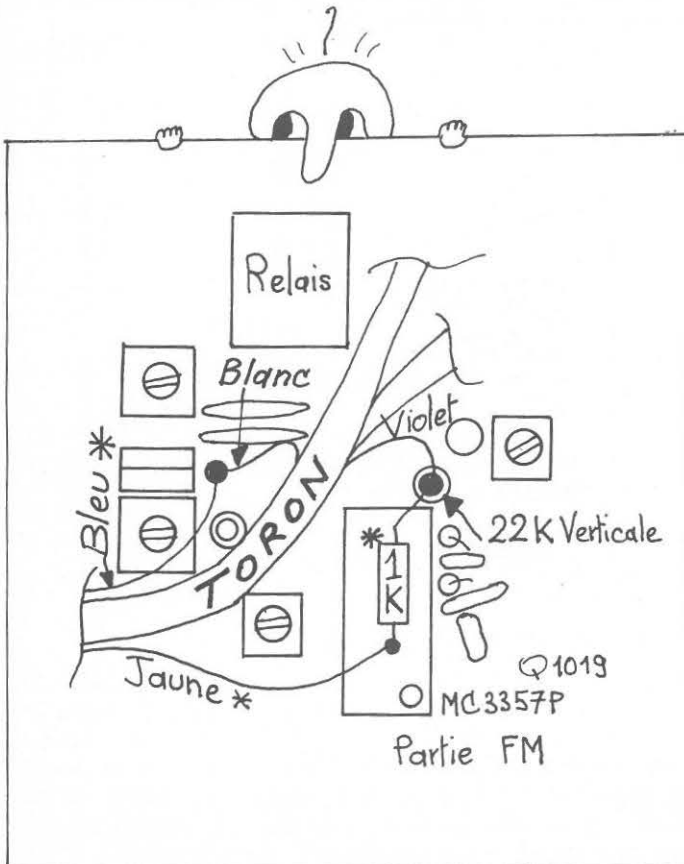 ?
Relais
Blanc
Violet
Bleu *
TORON
22K Verticale
*
1K
Jaune *
Q1019
MC3357P
Partie FM